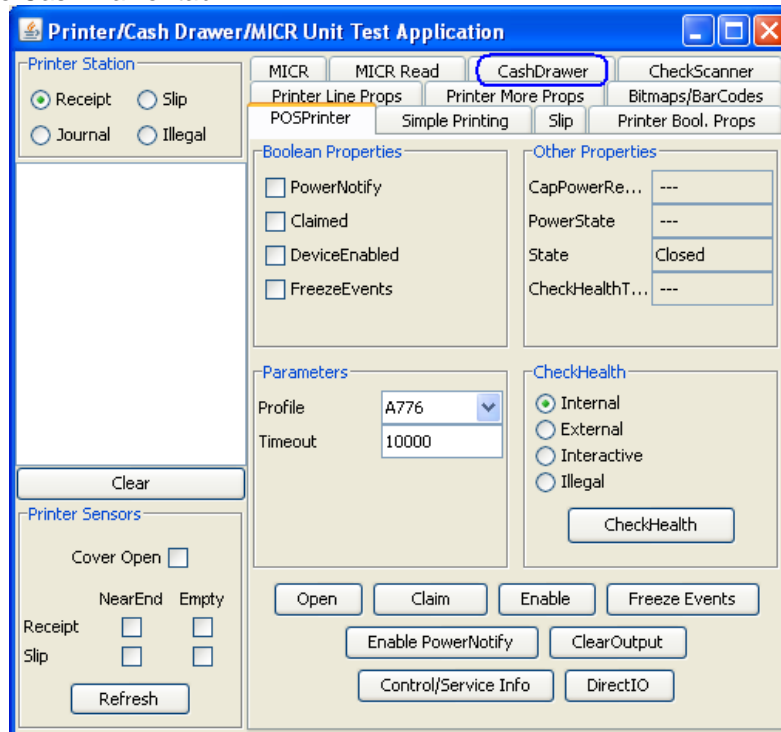 Printer/Cash Drawer/MICR Unit Test Application
Printer Station
Receipt Slip
Journal Illegal
MICR MICR Read CashDrawer CheckScanner
Printer Line Props Printer More Props Bitmaps/BarCodes
POSPrinter Simple Printing Slip Printer Bool. Props
Boolean Properties
PowerNotify
Claimed
DeviceEnabled
FreezeEvents
Other Properties
CapPowerRe... ---
PowerState ---
State Closed
CheckHealthT... ---
Parameters
Profile A776
Timeout 10000
CheckHealth
Internal
External
Interactive
Illegal
CheckHealth
Clear
Printer Sensors
Cover Open
NearEnd Empty
Receipt
Slip
Refresh
Open Claim Enable Freeze Events
Enable PowerNotify ClearOutput
Control/Service Info DirectIO